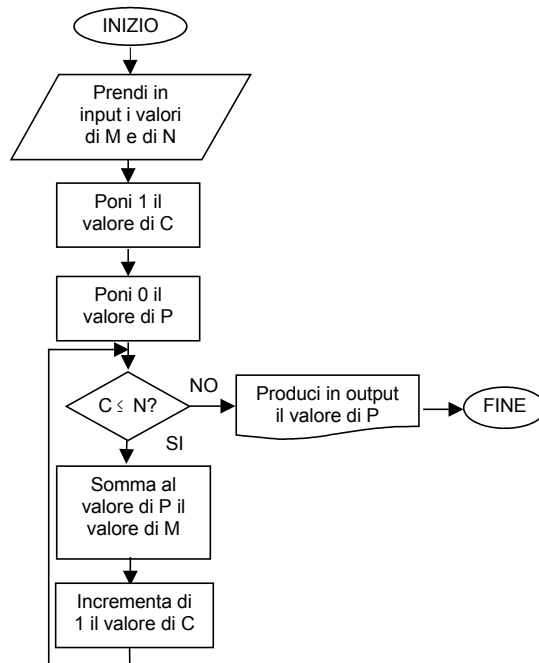 INIZIO
Prendi in
input i valori
di M e di N
Poni 1 il
valore di C
Poni 0 il
valore di P
C ≤ N?
NO
Produci in output
il valore di P
FINE
SI
Somma al
valore di P il
valore di M
Incrementa di
1 il valore di C